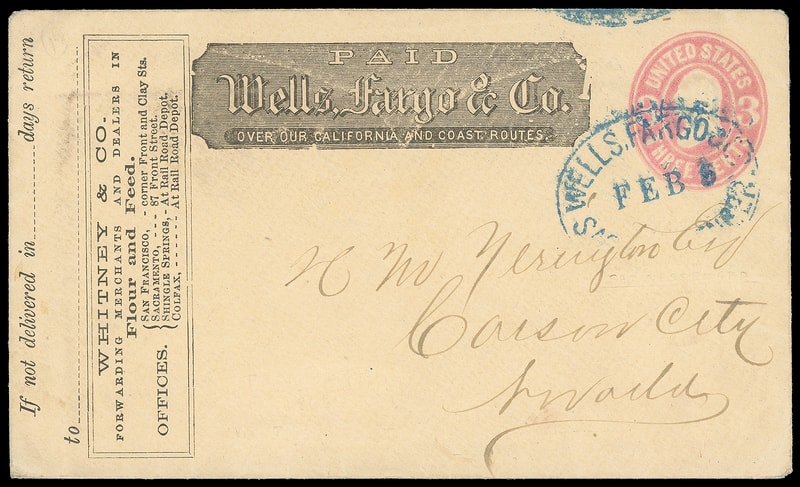 If not delivered in ........ days return
to
WHITNEY & CO.
FORWARDING MERCHANTS AND DEALERS IN
Flour and Feed.
OFFICES.
SAN FRANCISCO, - corner Front and Clay Sts.
SACRAMENTO, - - - 87 Front Street.
SHINGLE SPRINGS, - At Rail Road Depot.
COLFAX, - - - - - - - At Rail Road Depot.
PAID
Wells, Fargo & Co.
OVER OUR CALIFORNIA AND COAST ROUTES.
UNITED STATES
WELLS, FARGO &
FEB
H M Yerington Esq
Carson City
Nevada